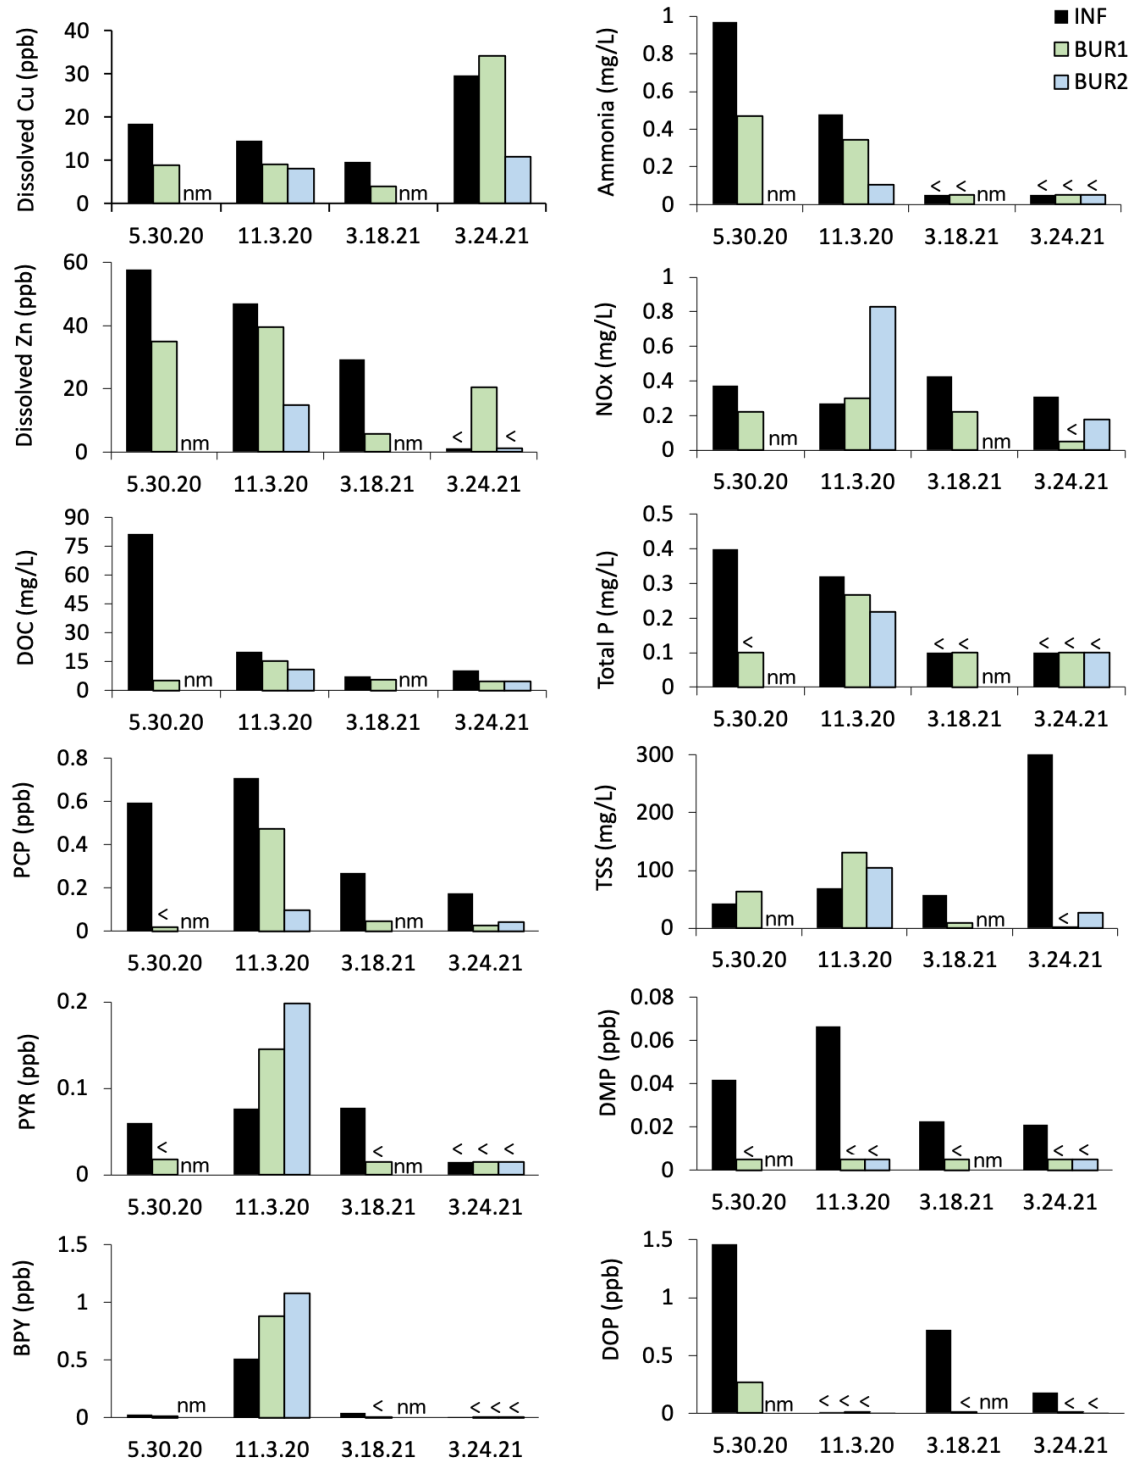 Dissolved Cu (ppb)
40
30
20
10
0
nm
nm
5.30.20 11.3.20 3.18.21 3.24.21
Ammonia (mg/L)
1
0.8
0.6
0.4
0.2
0
INF
BUR1
BUR2
nm
< < nm
< < <
5.30.20 11.3.20 3.18.21 3.24.21
Dissolved Zn (ppb)
60
40
20
0
nm
nm
< <
5.30.20 11.3.20 3.18.21 3.24.21
NOx (mg/L)
1
0.8
0.6
0.4
0.2
0
nm
nm
<
5.30.20 11.3.20 3.18.21 3.24.21
DOC (mg/L)
90
75
60
45
30
15
0
nm
nm
5.30.20 11.3.20 3.18.21 3.24.21
Total P (mg/L)
0.5
0.4
0.3
0.2
0.1
0
< nm
< < nm
< < <
5.30.20 11.3.20 3.18.21 3.24.21
PCP (ppb)
0.8
0.6
0.4
0.2
0
< nm
nm
5.30.20 11.3.20 3.18.21 3.24.21
TSS (mg/L)
300
200
100
0
nm
nm
<
5.30.20 11.3.20 3.18.21 3.24.21
PYR (ppb)
0.2
0.1
0
< nm
< nm
< < <
5.30.20 11.3.20 3.18.21 3.24.21
DMP (ppb)
0.08
0.06
0.04
0.02
0
< nm
< <
< nm
< <
5.30.20 11.3.20 3.18.21 3.24.21
BPY (ppb)
1.5
1
0.5
0
nm
< nm
< < <
5.30.20 11.3.20 3.18.21 3.24.21
DOP (ppb)
1.5
1
0.5
0
nm
< < <
< nm
< <
5.30.20 11.3.20 3.18.21 3.24.21